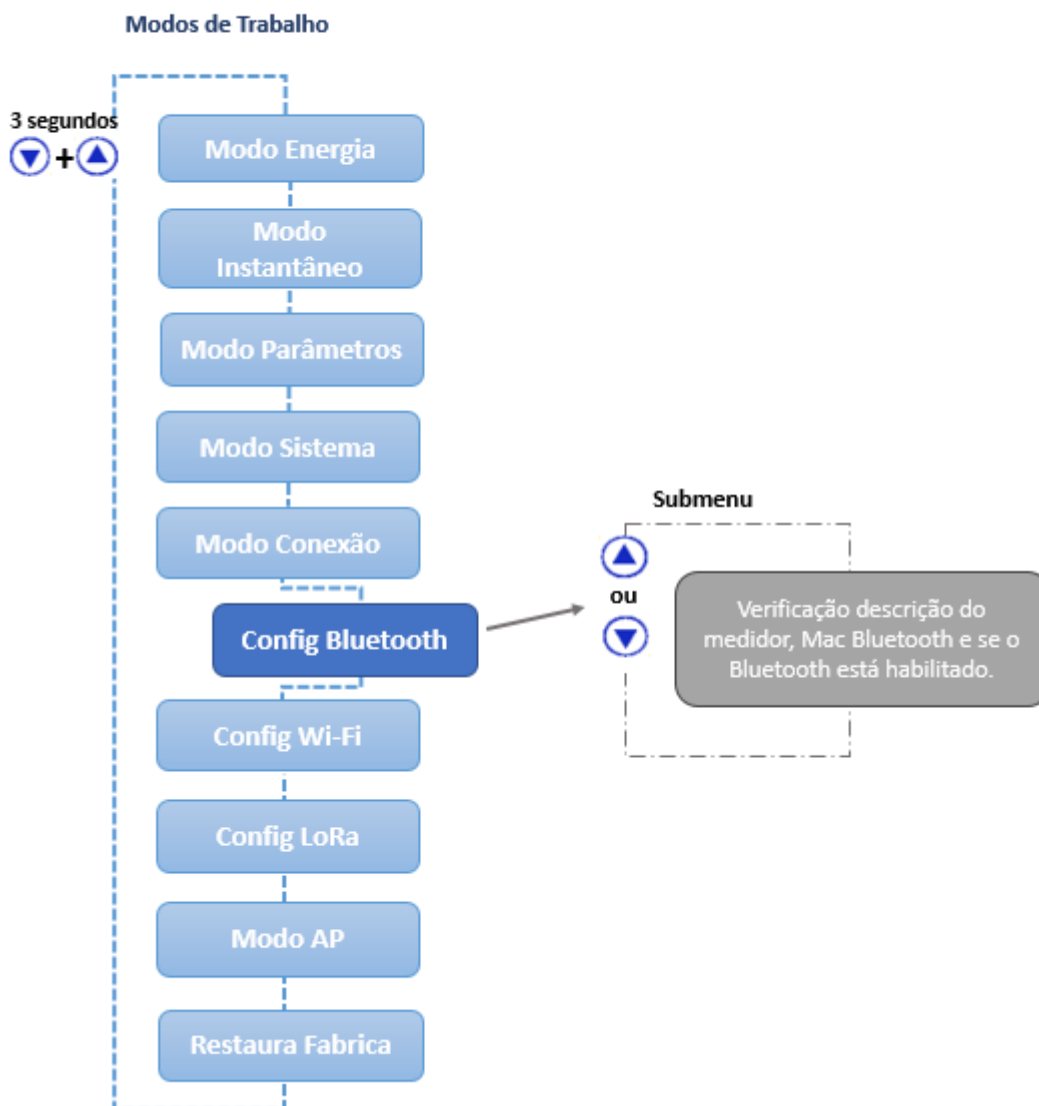 Modos de Trabalho
3 segundos
+
Modo Energia
Modo
Instantâneo
Modo Parâmetros
Modo Sistema
Modo Conexão
Config Bluetooth
Submenu
ou
Verificação descrição do
medidor, Mac Bluetooth e se o
Bluetooth está habilitado.
Config Wi-Fi
Config LoRa
Modo AP
Restaura Fabrica